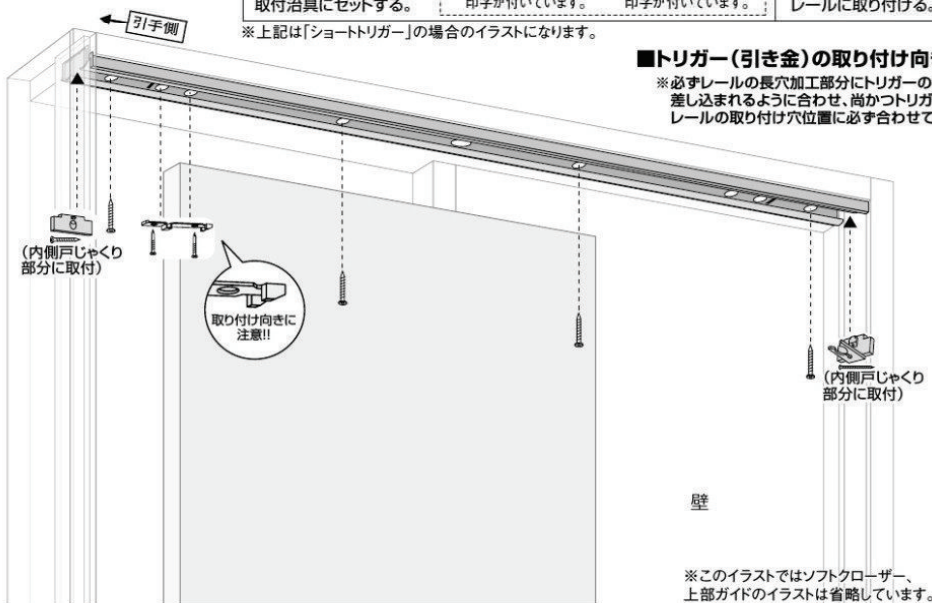 取付治具にセットする。
印字が付いています。
印字が付いています。
レールに取り付ける。
※上記は「ショートトリガー」の場合のイラストになります。
引手側
■トリガー(引き金)の取り付け向き
※必ずレールの長穴加工部分にトリガーの
差し込まれるように合わせ、尚かつトリガ
レールの取り付け穴位置に必ず合わせて
(内側戸じゃくり
部分に取付)
取り付け向きに
注意!!
(内側戸じゃくり
部分に取付)
壁
※このイラストではソフトクローザー、
上部ガイドのイラストは省略しています。